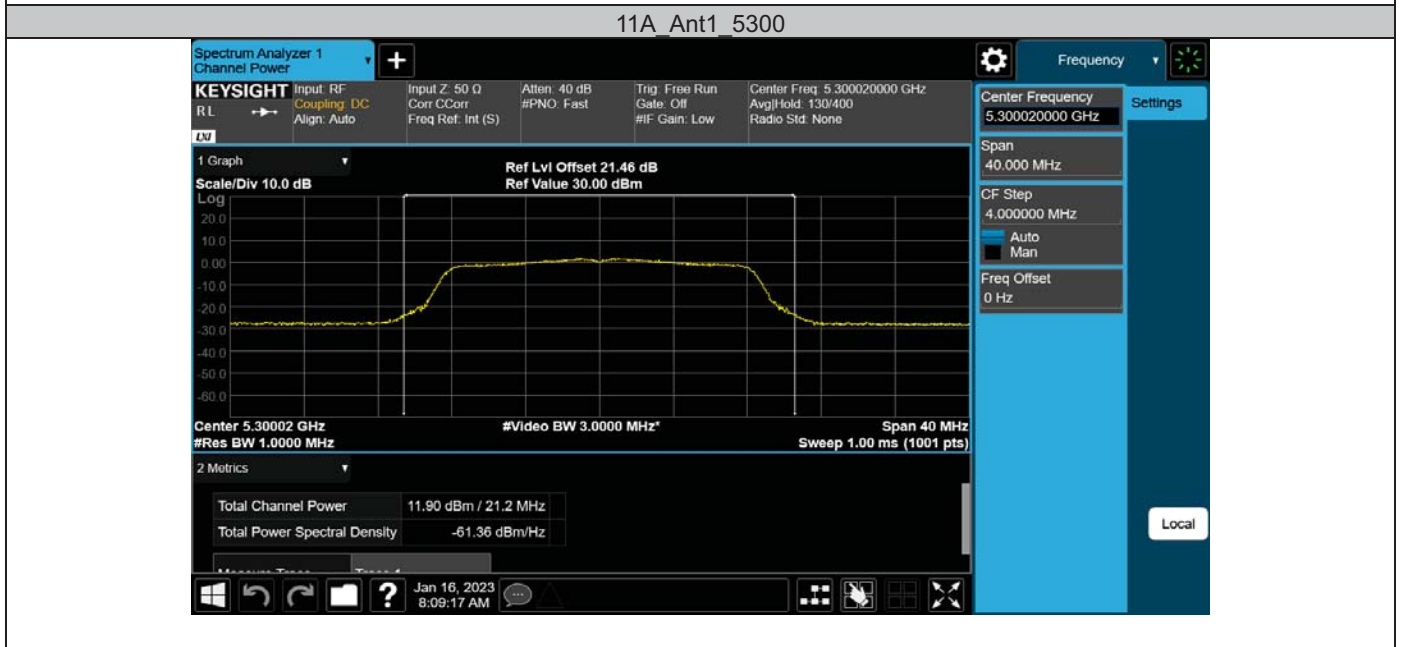 11A_Ant1_5300
Spectrum Analyzer 1
Channel Power
+
Frequency
KEYSIGHT
RL
LXI
Input: RF
Coupling: DC
Align: Auto
Input Z: 50 Ω
Corr CCorr
Freq Ref: Int (S)
Atten: 40 dB
#PNO: Fast
Trig: Free Run
Gate: Off
#IF Gain: Low
Center Freq: 5.300020000 GHz
Avg|Hold: 130/400
Radio Std: None
Center Frequency
5.300020000 GHz
Settings
Span
40.000 MHz
CF Step
4.000000 MHz
Auto
Man
Freq Offset
0 Hz
Local
1 Graph
Scale/Div 10.0 dB
Ref Lvl Offset 21.46 dB
Ref Value 30.00 dBm
Log
20.0
10.0
0.00
-10.0
-20.0
-30.0
-40.0
-50.0
-60.0
Center 5.30002 GHz
#Res BW 1.0000 MHz
#Video BW 3.0000 MHz*
Span 40 MHz
Sweep 1.00 ms (1001 pts)
2 Metrics
Total Channel Power 11.90 dBm / 21.2 MHz
Total Power Spectral Density -61.36 dBm/Hz
?
Jan 16, 2023
8:09:17 AM